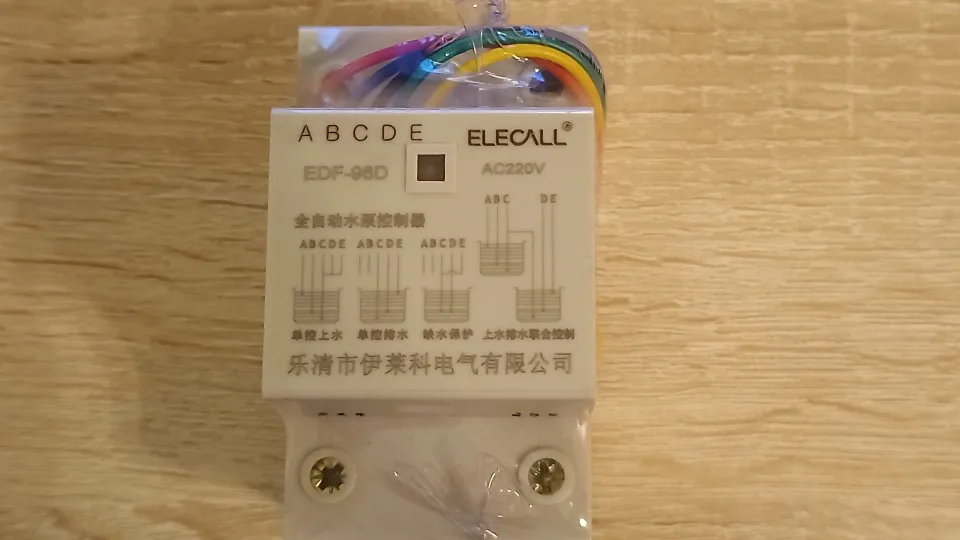 A B C D E
ELECALL®
EDF-96D
AC220V
全自动水泵控制器
ABC DE
ABCDE ABCDE ABCDE
单控上水 单控排水 缺水保护 上水排水联合控制
乐清市伊莱科电气有限公司